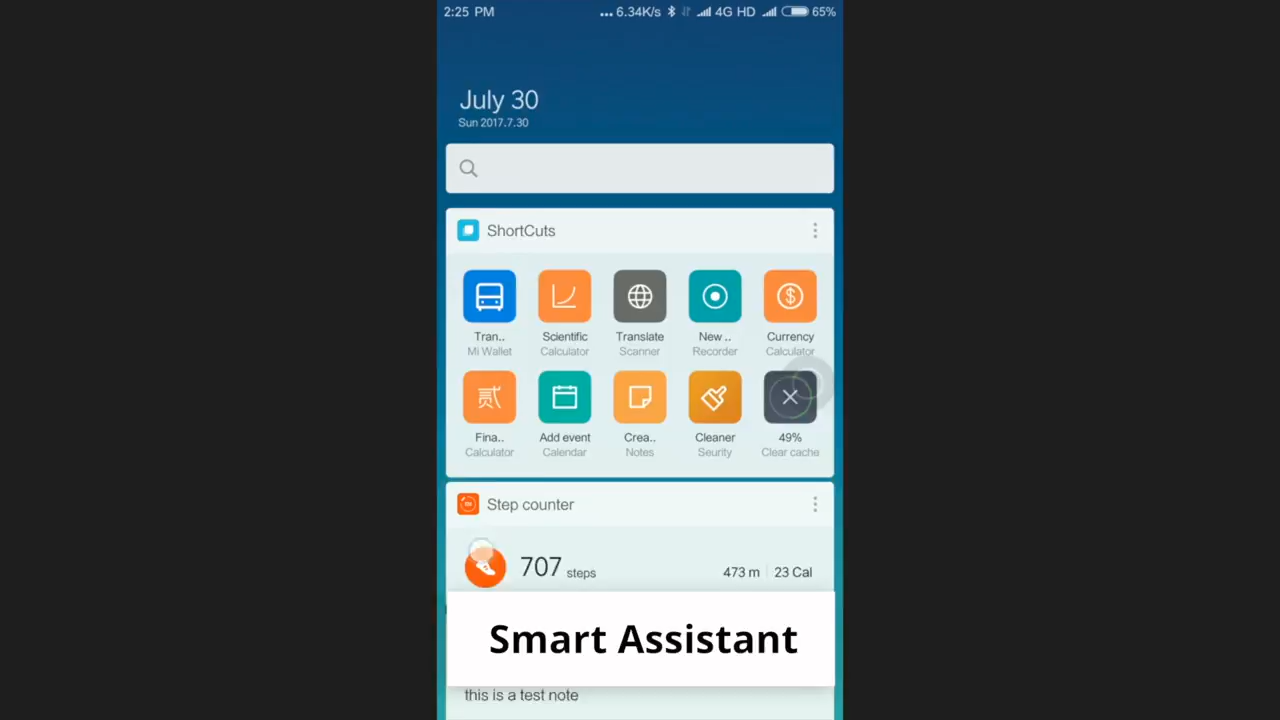 2:25 PM ... 6.34K/s 4G HD 65%
July 30
Sun 2017.7.30
ShortCuts
Tran.. Scientific Translate New .. Currency
Mi Wallet Calculator Scanner Recorder Calculator
贰
Fina.. Add event Crea.. Cleaner 49%
Calculator Calendar Notes Seurity Clear cache
Step counter
707 steps 473 m 23 Cal
Smart Assistant
this is a test note